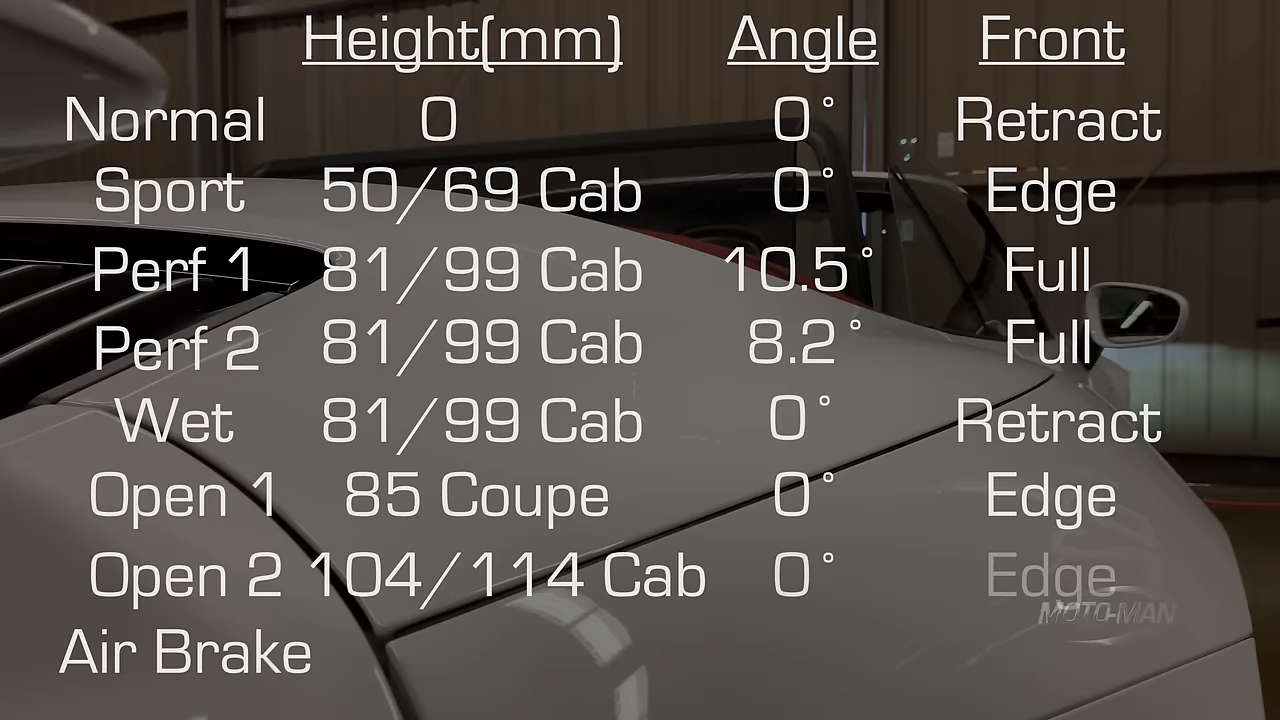 Height(mm) Angle Front
Normal 0 0° Retract
Sport 50/69 Cab 0° Edge
Perf 1 81/99 Cab 10.5° Full
Perf 2 81/99 Cab 8.2° Full
Wet 81/99 Cab 0° Retract
Open 1 85 Coupe 0° Edge
Open 2 104/114 Cab 0° Edge
MOTO-MAN
Air Brake